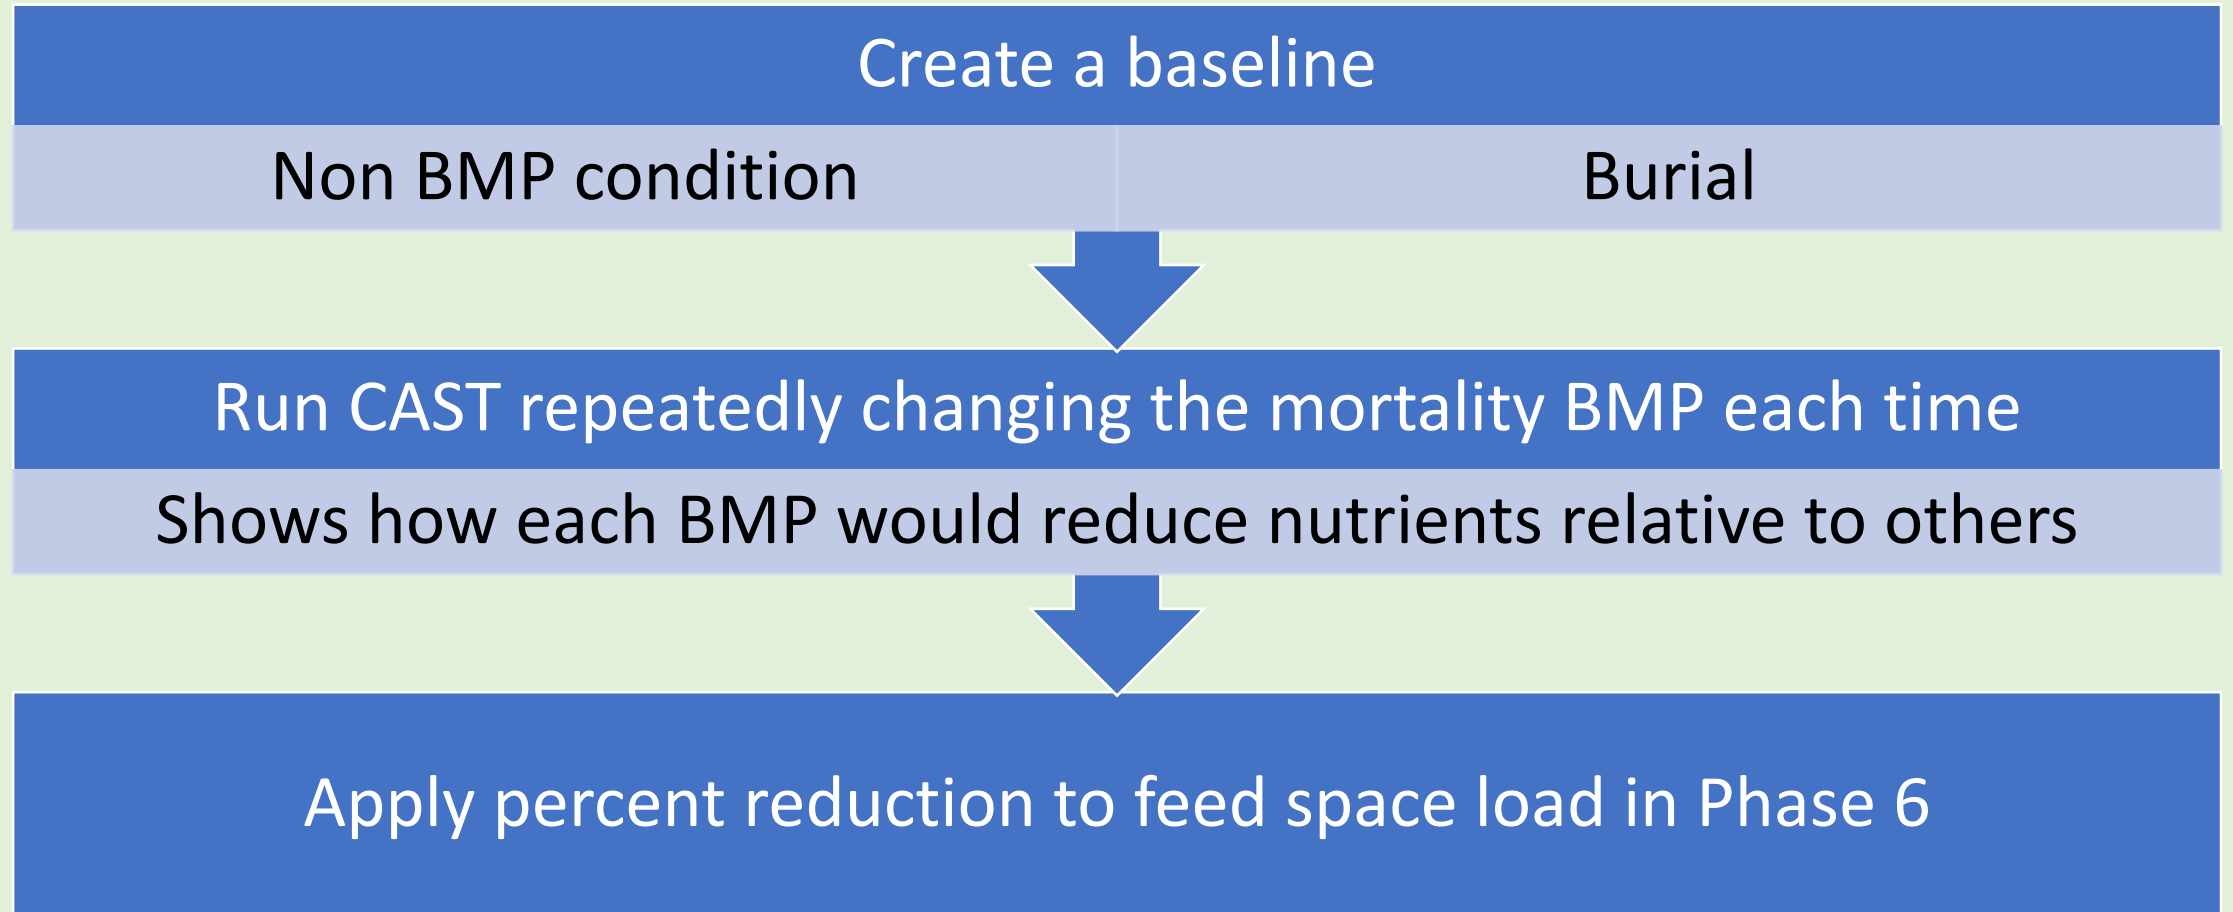 Create a baseline
Non BMP condition
Burial
Run CAST repeatedly changing the mortality BMP each time
Shows how each BMP would reduce nutrients relative to others
Apply percent reduction to feed space load in Phase 6